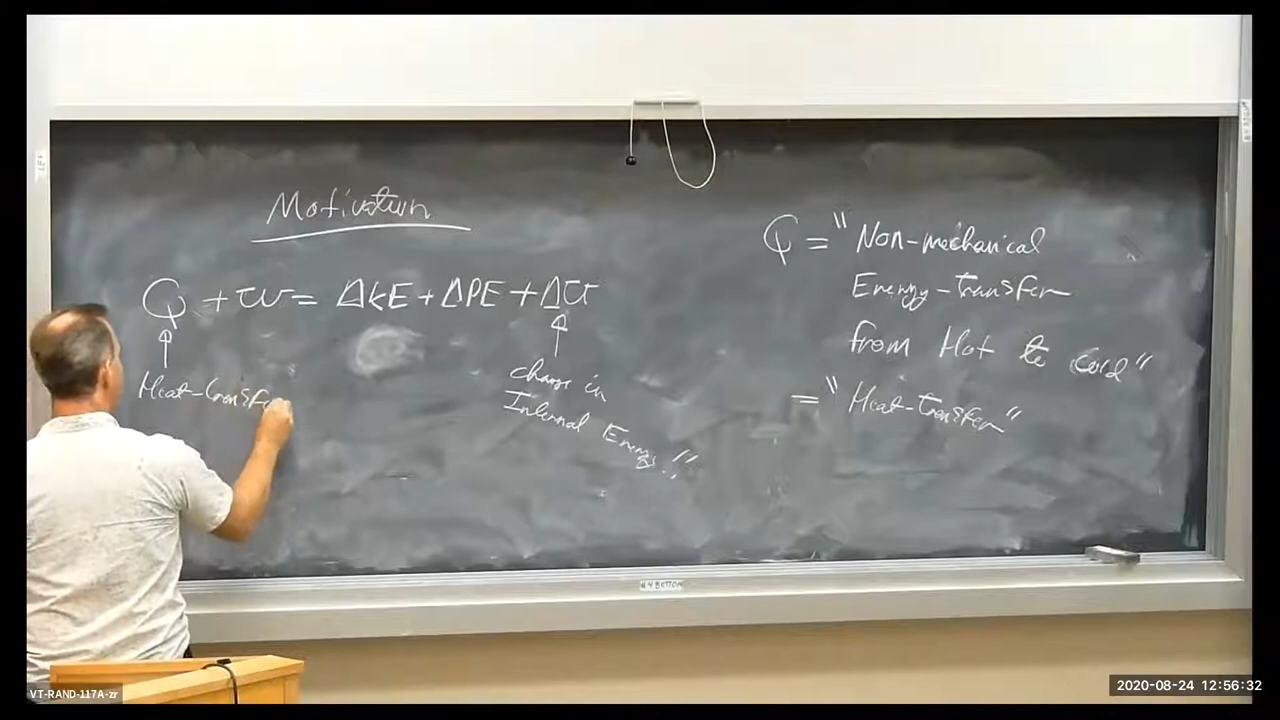 Motivation
Q + W = ΔKE + ΔPE + ΔU
Heat-transfer
change in
Internal Energy!!
Q = "Non-mechanical
Energy-transfer
from Hot to Cold"
= "Heat-transfer"
VT-RAND-117A-zr
2020-08-24 12:56:32